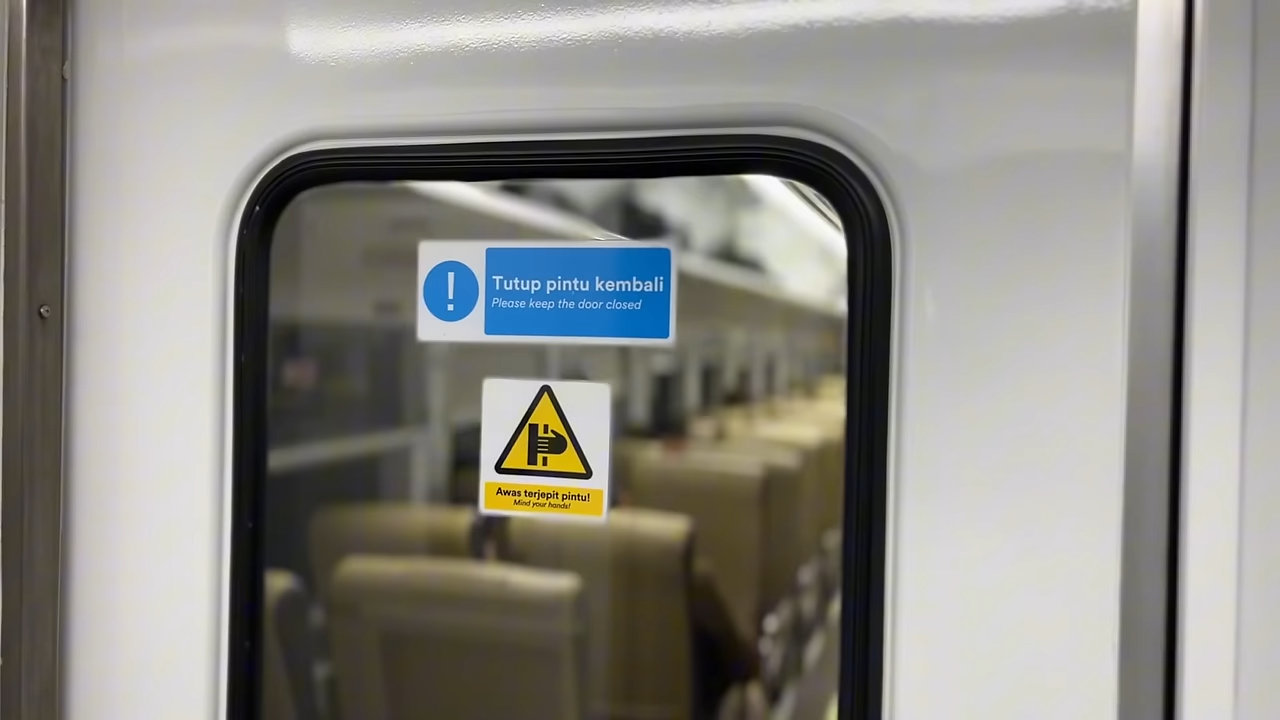 Tutup pintu kembali
Please keep the door closed
Awas terjepit pintu!
Mind your hands!